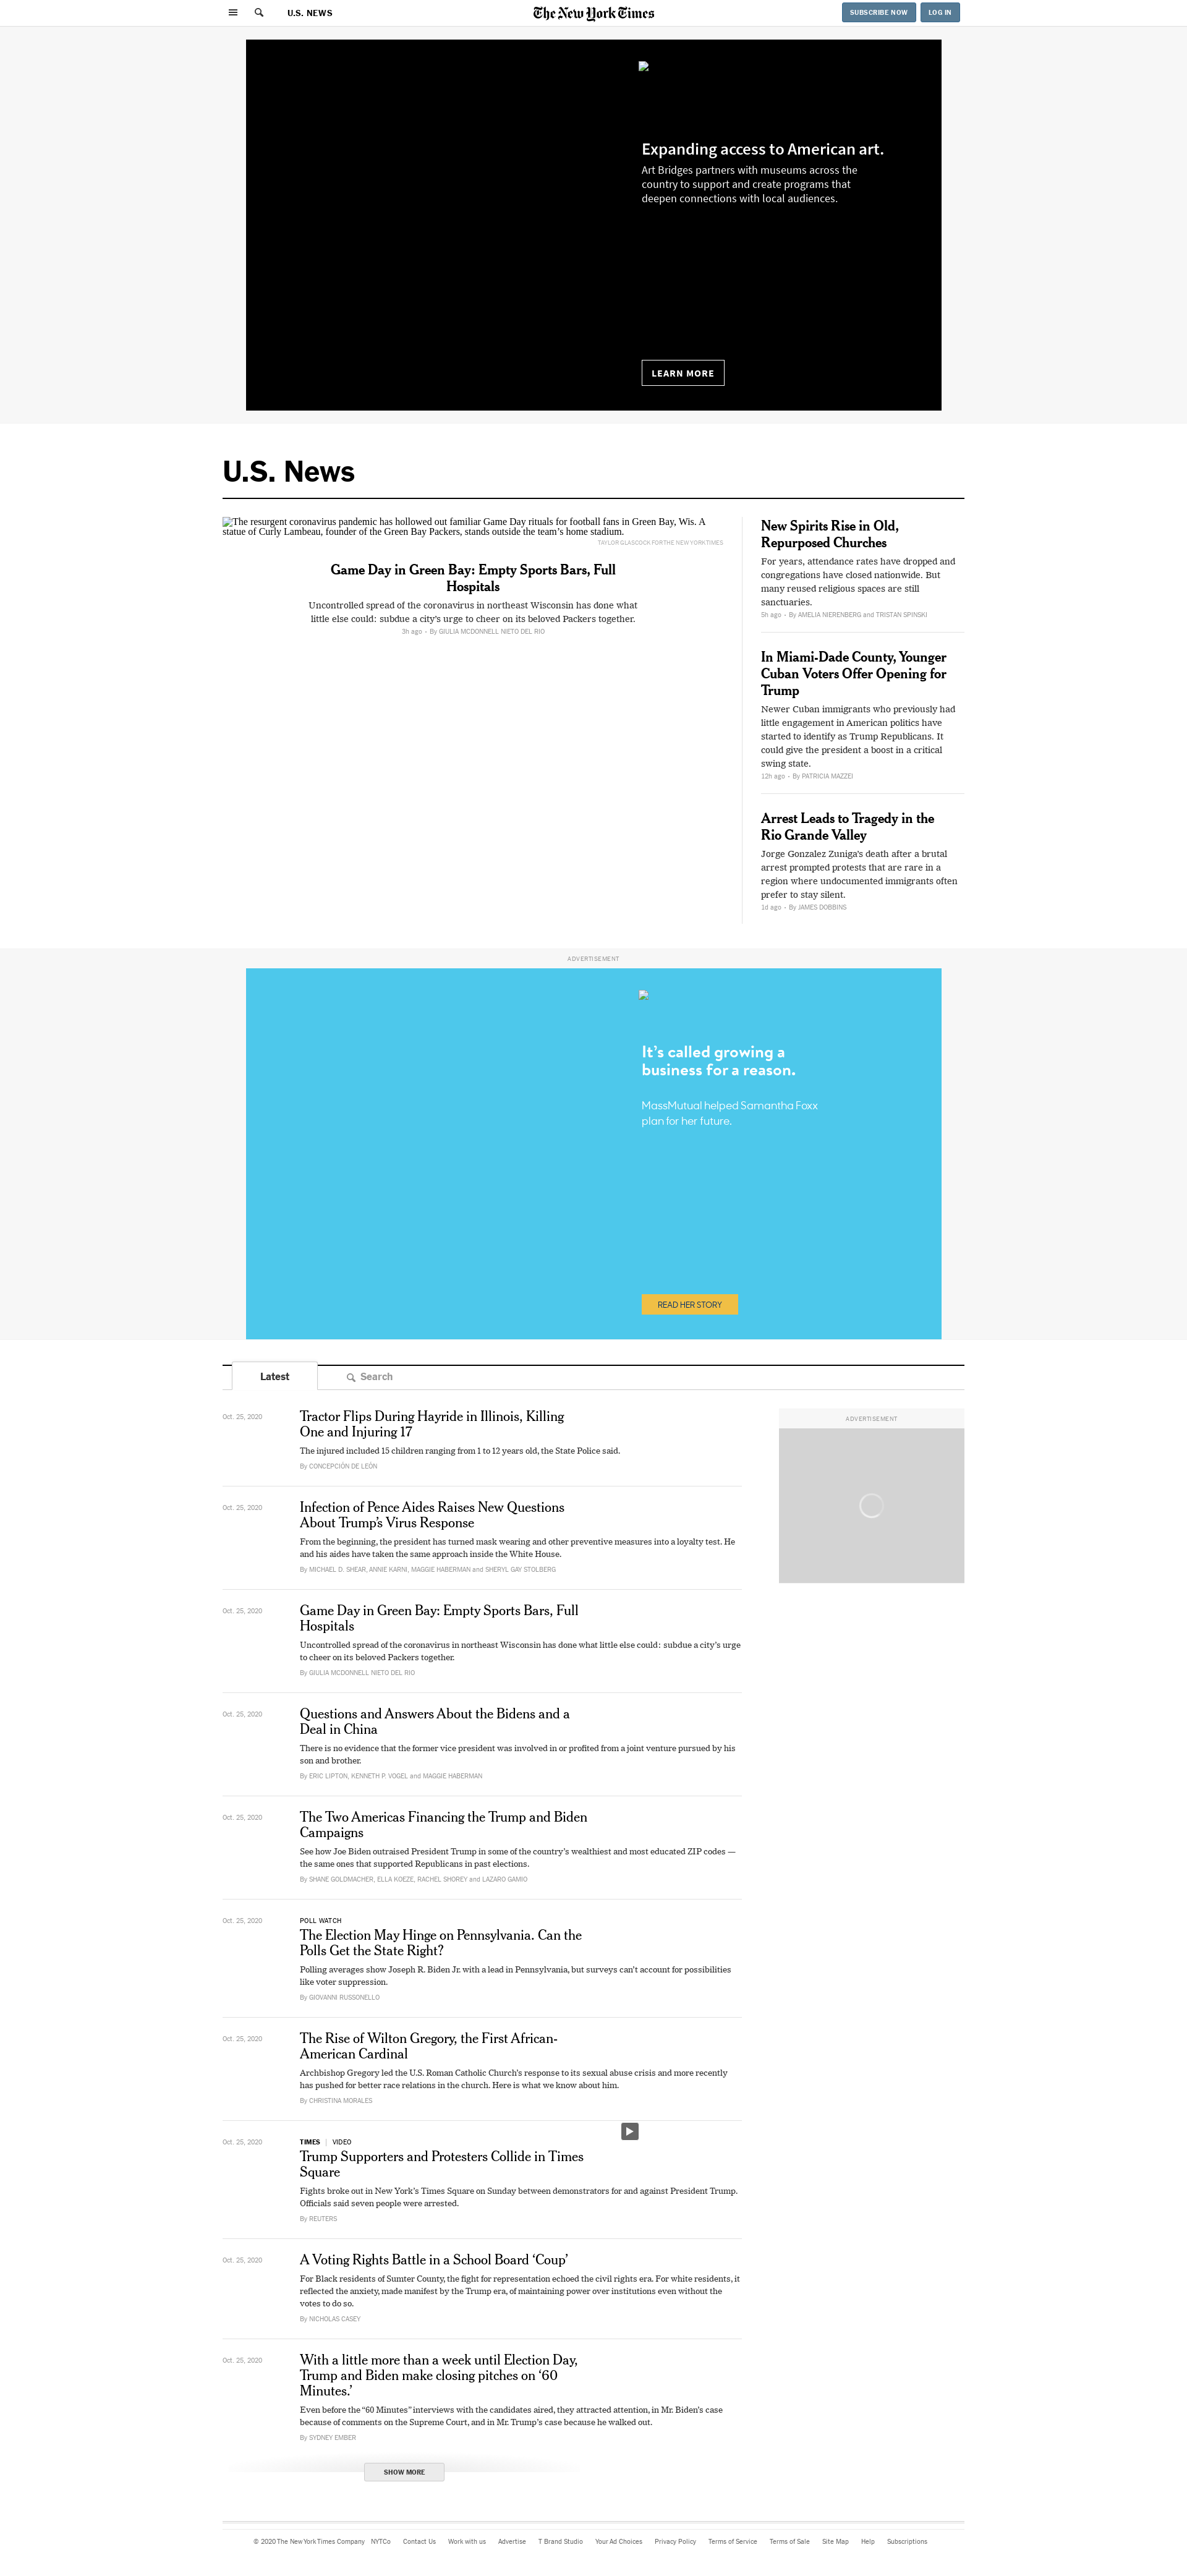 U.S. NEWS
The New York Times
SUBSCRIBE NOW
LOG IN
Expanding access to American art.
Art Bridges partners with museums across the
country to support and create programs that
deepen connections with local audiences.
LEARN MORE
U.S. News
The resurgent coronavirus pandemic has hollowed out familiar Game Day rituals for football fans in Green Bay, Wis. A
statue of Curly Lambeau, founder of the Green Bay Packers, stands outside the team's home stadium.
TAYLOR GLASCOCK FOR THE NEW YORK TIMES
Game Day in Green Bay: Empty Sports Bars, Full
Hospitals
Uncontrolled spread of the coronavirus in northeast Wisconsin has done what
little else could: subdue a city's urge to cheer on its beloved Packers together.
3h ago - By GIULIA MCDONNELL NIETO DEL RIO
New Spirits Rise in Old,
Repurposed Churches
For years, attendance rates have dropped and
congregations have closed nationwide. But
many reused religious spaces are still
sanctuaries.
5h ago - By AMELIA NIERENBERG and TRISTAN SPINSKI
In Miami-Dade County, Younger
Cuban Voters Offer Opening for
Trump
Newer Cuban immigrants who previously had
little engagement in American politics have
started to identify as Trump Republicans. It
could give the president a boost in a critical
swing state.
12h ago - By PATRICIA MAZZEI
Arrest Leads to Tragedy in the
Rio Grande Valley
Jorge Gonzalez Zuniga's death after a brutal
arrest prompted protests that are rare in a
region where undocumented immigrants often
prefer to stay silent.
1d ago - By JAMES DOBBINS
ADVERTISEMENT
It's called growing a
business for a reason.
MassMutual helped Samantha Foxx
plan for her future.
READ HER STORY
Latest
Search
ADVERTISEMENT
Oct. 25, 2020
Tractor Flips During Hayride in Illinois, Killing
One and Injuring 17
The injured included 15 children ranging from 1 to 12 years old, the State Police said.
By CONCEPCIÓN DE LEÓN
Oct. 25, 2020
Infection of Pence Aides Raises New Questions
About Trump's Virus Response
From the beginning, the president has turned mask wearing and other preventive measures into a loyalty test. He
and his aides have taken the same approach inside the White House.
By MICHAEL D. SHEAR, ANNIE KARNI, MAGGIE HABERMAN and SHERYL GAY STOLBERG
Oct. 25, 2020
Game Day in Green Bay: Empty Sports Bars, Full
Hospitals
Uncontrolled spread of the coronavirus in northeast Wisconsin has done what little else could: subdue a city's urge
to cheer on its beloved Packers together.
By GIULIA MCDONNELL NIETO DEL RIO
Oct. 25, 2020
Questions and Answers About the Bidens and a
Deal in China
There is no evidence that the former vice president was involved in or profited from a joint venture pursued by his
son and brother.
By ERIC LIPTON, KENNETH P. VOGEL and MAGGIE HABERMAN
Oct. 25, 2020
The Two Americas Financing the Trump and Biden
Campaigns
See how Joe Biden outraised President Trump in some of the country's wealthiest and most educated ZIP codes —
the same ones that supported Republicans in past elections.
By SHANE GOLDMACHER, ELLA KOEZE, RACHEL SHOREY and LAZARO GAMIO
Oct. 25, 2020
POLL WATCH
The Election May Hinge on Pennsylvania. Can the
Polls Get the State Right?
Polling averages show Joseph R. Biden Jr. with a lead in Pennsylvania, but surveys can't account for possibilities
like voter suppression.
By GIOVANNI RUSSONELLO
Oct. 25, 2020
The Rise of Wilton Gregory, the First African-
American Cardinal
Archbishop Gregory led the U.S. Roman Catholic Church's response to its sexual abuse crisis and more recently
has pushed for better race relations in the church. Here is what we know about him.
By CHRISTINA MORALES
Oct. 25, 2020
TIMES | VIDEO
Trump Supporters and Protesters Collide in Times
Square
Fights broke out in New York's Times Square on Sunday between demonstrators for and against President Trump.
Officials said seven people were arrested.
By REUTERS
Oct. 25, 2020
A Voting Rights Battle in a School Board 'Coup'
For Black residents of Sumter County, the fight for representation echoed the civil rights era. For white residents, it
reflected the anxiety, made manifest by the Trump era, of maintaining power over institutions even without the
votes to do so.
By NICHOLAS CASEY
Oct. 25, 2020
With a little more than a week until Election Day,
Trump and Biden make closing pitches on '60
Minutes.'
Even before the "60 Minutes" interviews with the candidates aired, they attracted attention, in Mr. Biden's case
because of comments on the Supreme Court, and in Mr. Trump's case because he walked out.
By SYDNEY EMBER
SHOW MORE
© 2020 The New York Times Company NYTCo Contact Us Work with us Advertise T Brand Studio Your Ad Choices Privacy Policy Terms of Service Terms of Sale Site Map Help Subscriptions